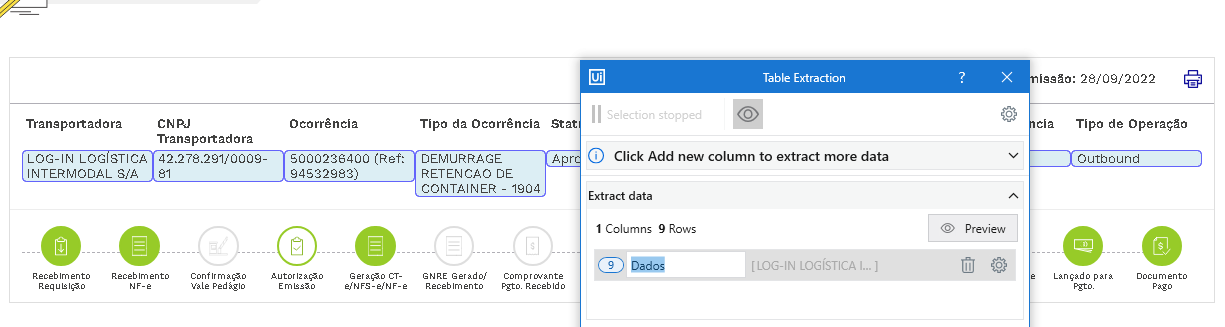 Ui Table Extraction ?
missão: 28/09/2022
Selection stopped
Transportadora CNPJ Transportadora Ocorrência Tipo da Ocorrência Stat ncia Tipo de Operação
Click Add new column to extract more data
LOG-IN LOGÍSTICA INTERMODAL S/A 42.278.291/0009-81 5000236400 (Ref: 94532983) DEMURRAGE RETENCAO DE CONTAINER - 1904 Apro Outbound
Extract data
1 Columns 9 Rows Preview
9 Dados [LOG-IN LOGÍSTICA I... ]
Recebimento Requisição
Recebimento NF-e
Confirmação Vale Pedágio
Autorização Emissão
Geração CT-e/NFS-e/NF-e
GNRE Gerado/ Recebimento
Comprovante Pgto. Recebido
e
Lançado para Pgto.
Documento Pago